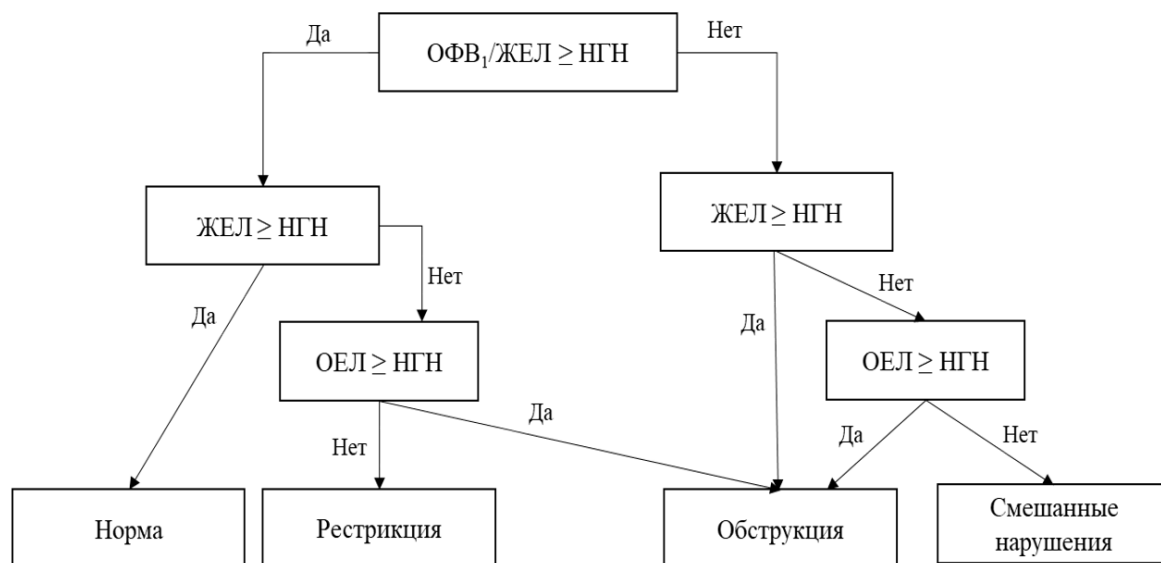 Да
ОФВ₁/ЖЕЛ ≥ НГН
Нет
ЖЕЛ ≥ НГН
ЖЕЛ ≥ НГН
Нет
Нет
Да
Да
ОЕЛ ≥ НГН
ОЕЛ ≥ НГН
Да
Да
Нет
Нет
Норма
Рестрикция
Обструкция
Смешанные
нарушения